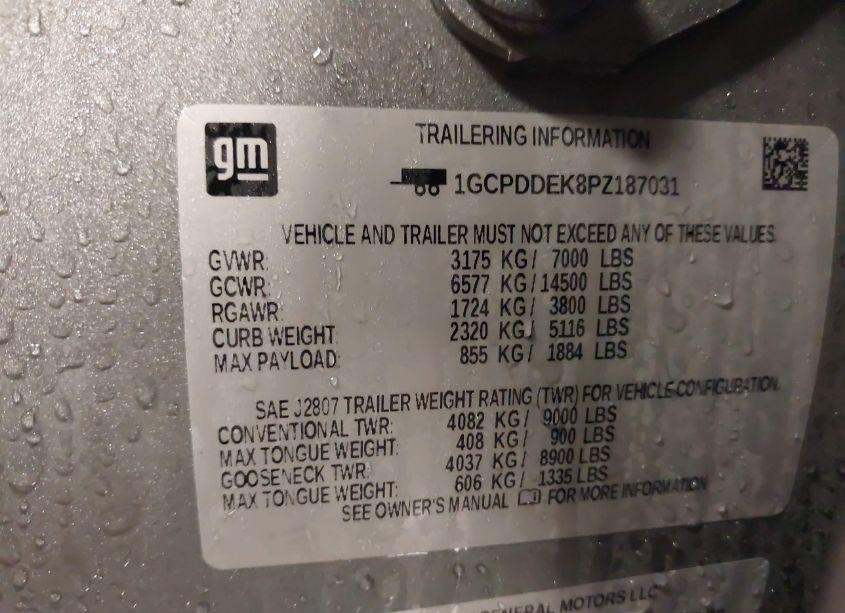 gm
TRAILERING INFORMATION
1GCPDDEK8PZ187031
VEHICLE AND TRAILER MUST NOT EXCEED ANY OF THESE VALUES.
GVWR: 3175 KG / 7000 LBS
GCWR: 6577 KG / 14500 LBS
RGAWR: 1724 KG / 3800 LBS
CURB WEIGHT: 2320 KG / 5116 LBS
MAX PAYLOAD: 855 KG / 1884 LBS
SAE J2807 TRAILER WEIGHT RATING (TWR) FOR VEHICLE CONFIGURATION.
CONVENTIONAL TWR: 4082 KG / 9000 LBS
MAX TONGUE WEIGHT: 408 KG / 900 LBS
GOOSENECK TWR: 4037 KG / 8900 LBS
MAX TONGUE WEIGHT: 606 KG / 1335 LBS
SEE OWNER'S MANUAL FOR MORE INFORMATION
GENERAL MOTORS LLC